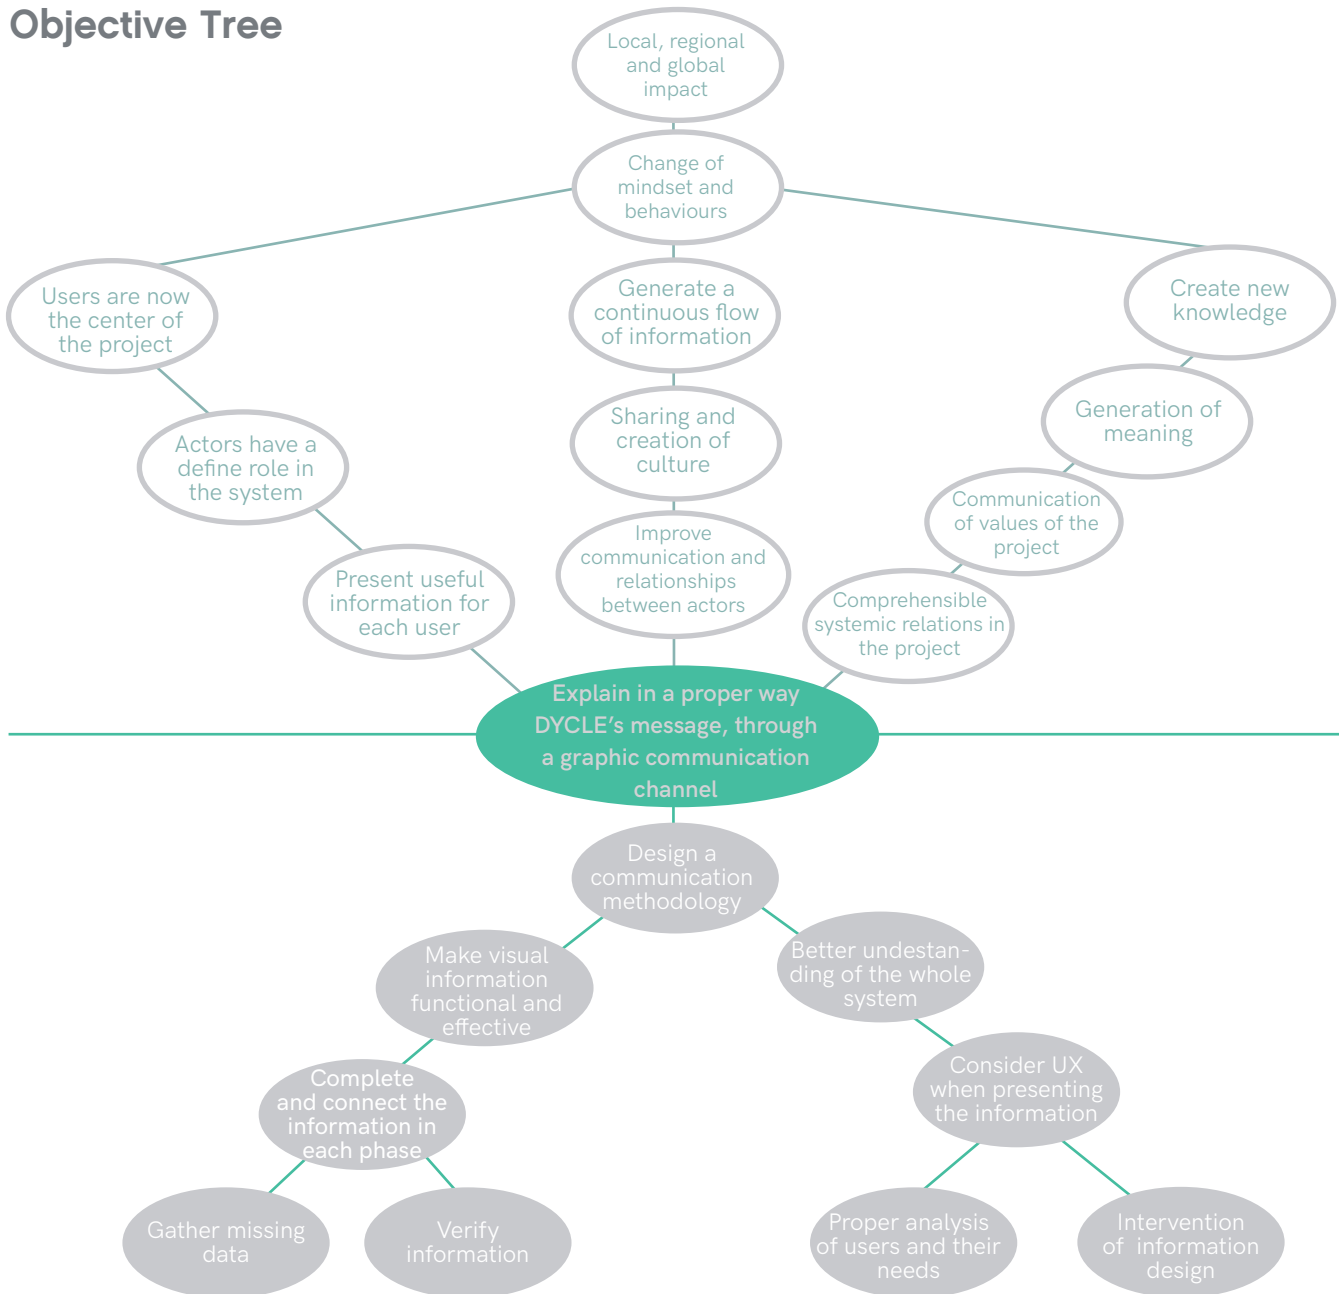 Objective Tree
Local, regional
and global
impact
Change of
mindset and
behaviours
Users are now
the center of
the project
Generate a
continuous flow
of information
Create new
knowledge
Actors have a
define role in
the system
Sharing and
creation of
culture
Generation of
meaning
Present useful
information for
each user
Improve
communication and
relationships
between actors
Communication
of values of the
project
Comprehensible
systemic relations in
the project
Explain in a proper way
DYCLE’s message, through
a graphic communication
channel
Design a
communication
methodology
Make visual
information
functional and
effective
Better undestan-
ding of the whole
system
Complete
and connect the
information in
each phase
Consider UX
when presenting
the information
Gather missing
data
Verify
information
Proper analysis
of users and their
needs
Intervention
of information
design